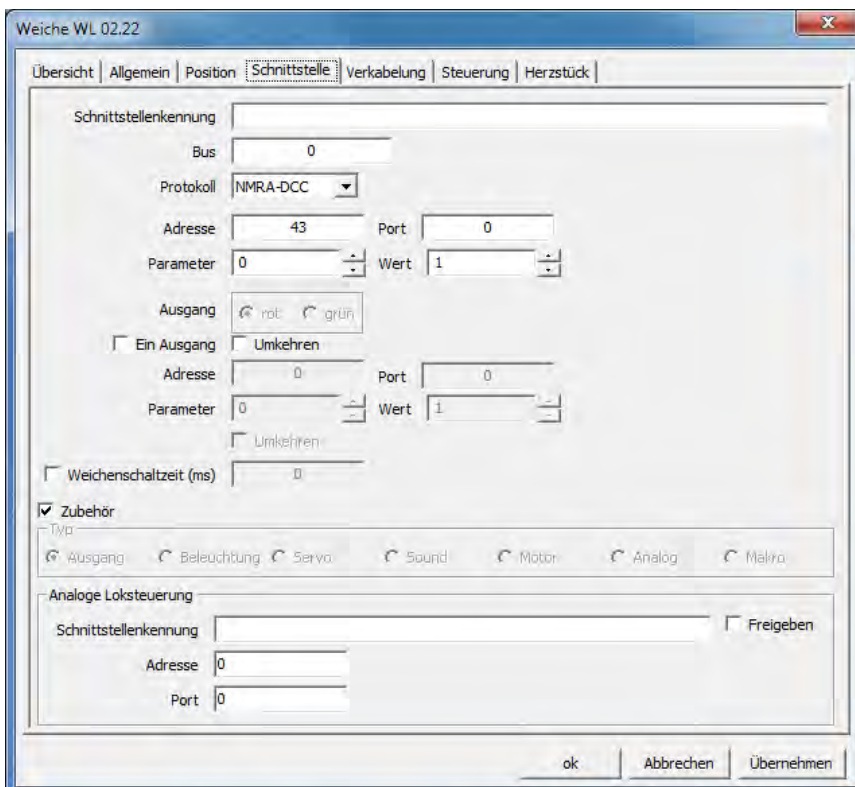 Weiche WL 02.22
Übersicht Allgemein Position Schnittstelle Verkabelung Steuerung Herzstück
Schnittstellenkennung
Bus 0
Protokoll NMRA-DCC
Adresse 43 Port 0
Parameter 0 Wert 1
Ausgang rot grün
Ein Ausgang Umkehren
Adresse 0 Port 0
Parameter 0 Wert 1
Umkehren
Weichenschaltzeit (ms) 0
Zubehör
Typ
Ausgang Beleuchtung Servo Sound Motor Analog Makro
Analoge Loksteuerung
Schnittstellenkennung Freigeben
Adresse 0
Port 0
ok Abbrechen Übernehmen